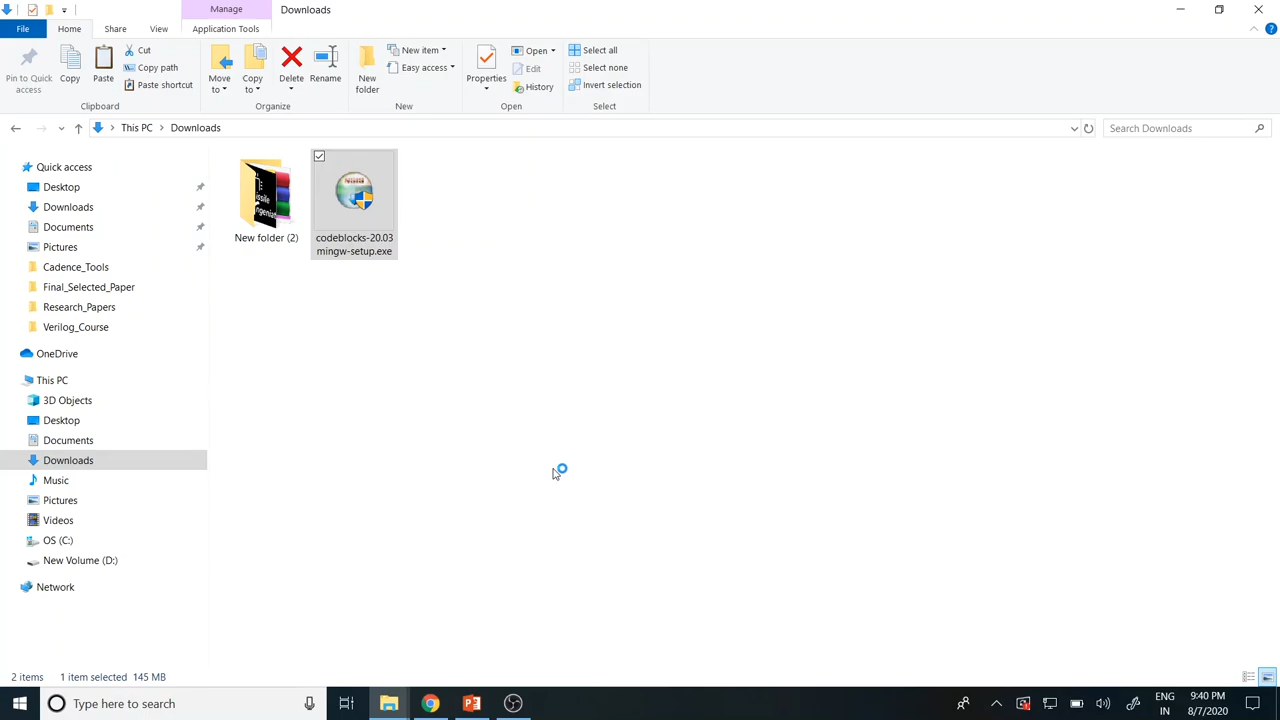 Manage
Downloads
File
Home
Share
View
Application Tools
Pin to Quick
access
Copy
Paste
Cut
Copy path
Paste shortcut
Clipboard
Move
to
Copy
to
Delete
Rename
Organize
New
folder
New item
Easy access
New
Properties
Open
Edit
History
Open
Select all
Select none
Invert selection
Select
This PC
Downloads
Search Downloads
Quick access
Desktop
Downloads
Documents
Pictures
Cadence_Tools
Final_Selected_Paper
Research_Papers
Verilog_Course
OneDrive
This PC
3D Objects
Desktop
Documents
Downloads
Music
Pictures
Videos
OS (C:)
New Volume (D:)
Network
New folder (2)
codeblocks-20.03
mingw-setup.exe
2 items
1 item selected
145 MB
Type here to search
ENG
IN
9:40 PM
8/7/2020